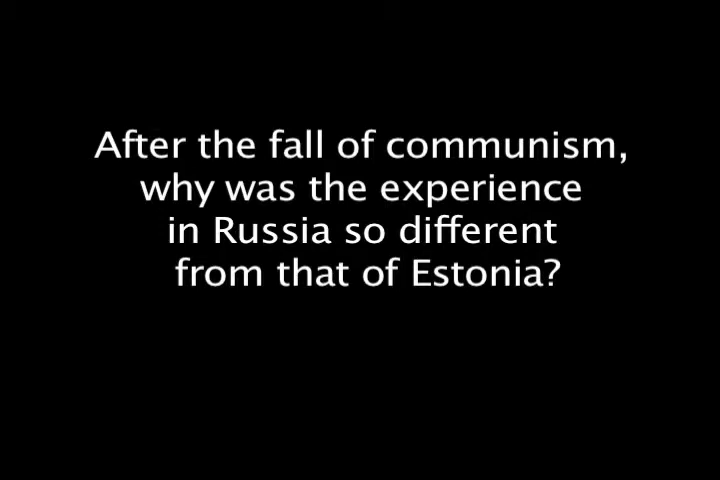 After the fall of communism,
why was the experience
in Russia so different
from that of Estonia?